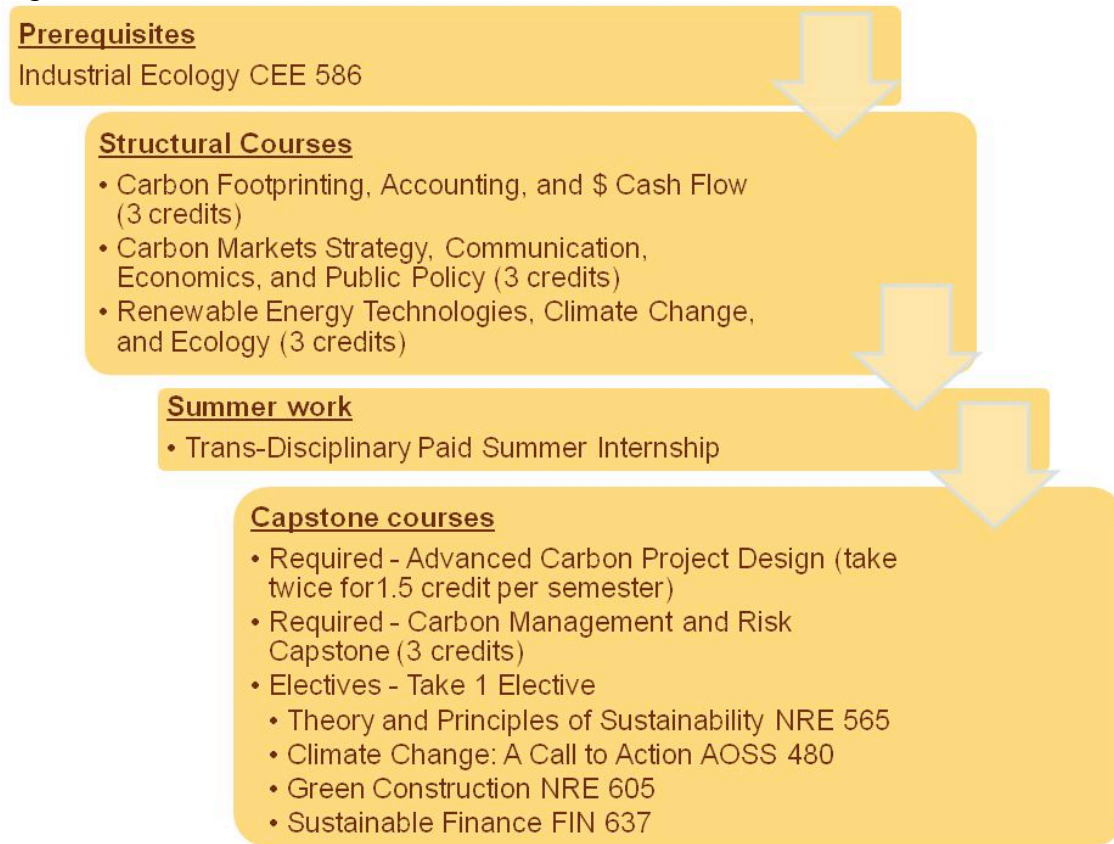 Prerequisites
Industrial Ecology CEE 586
Structural Courses
• Carbon Footprinting, Accounting, and $ Cash Flow
(3 credits)
• Carbon Markets Strategy, Communication,
Economics, and Public Policy (3 credits)
• Renewable Energy Technologies, Climate Change,
and Ecology (3 credits)
Summer work
• Trans-Disciplinary Paid Summer Internship
Capstone courses
• Required - Advanced Carbon Project Design (take
twice for1.5 credit per semester)
• Required - Carbon Management and Risk
Capstone (3 credits)
• Electives - Take 1 Elective
• Theory and Principles of Sustainability NRE 565
• Climate Change: A Call to Action AOSS 480
• Green Construction NRE 605
• Sustainable Finance FIN 637